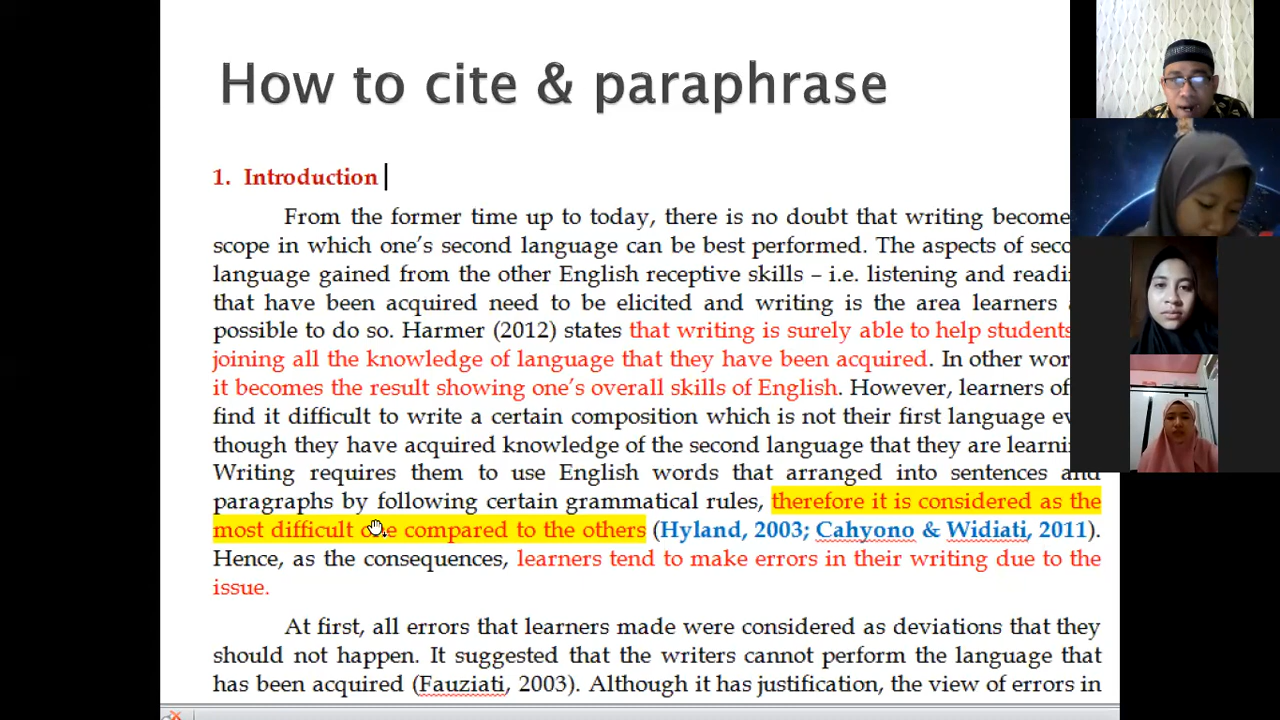 How to cite & paraphrase
1. Introduction
From the former time up to today, there is no doubt that writing become
scope in which one's second language can be best performed. The aspects of
language gained from the other English receptive skills – i.e. listening and
that have been acquired need to be elicited and writing is the area learners
possible to do so. Harmer (2012) states that writing is surely able to help students
joining all the knowledge of language that they have been acquired. In other
it becomes the result showing one's overall skills of English. However, learners
find it difficult to write a certain composition which is not their first language
though they have acquired knowledge of the second language that they are
Writing requires them to use English words that arranged into sentences and
paragraphs by following certain grammatical rules, therefore it is considered as the
most difficult one compared to the others (Hyland, 2003; Cahyono & Widiati, 2011).
Hence, as the consequences, learners tend to make errors in their writing due to the
issue.
At first, all errors that learners made were considered as deviations that they
should not happen. It suggested that the writers cannot perform the language that
has been acquired (Fauziati, 2003). Although it has justification, the view of errors in